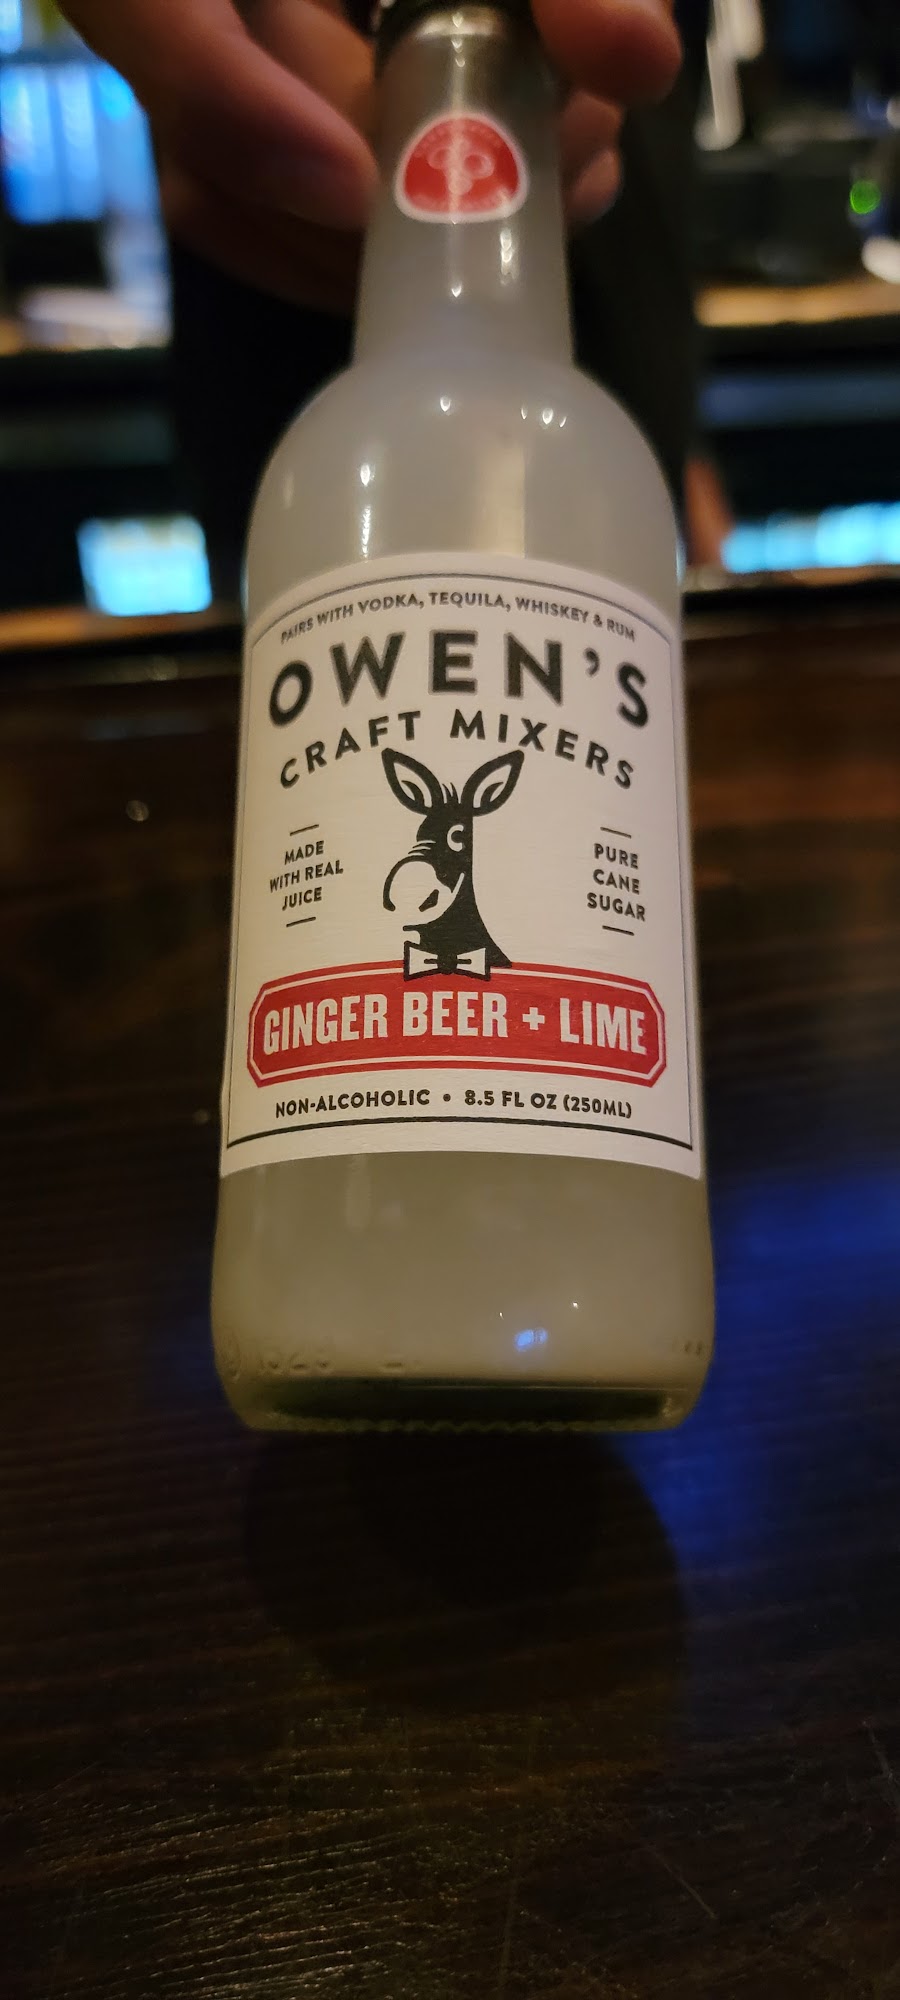 PAIRS WITH VODKA, TEQUILA, WHISKEY & RUM
OWEN'S
CRAFT MIXERS
MADE
WITH REAL
JUICE
PURE
CANE
SUGAR
GINGER BEER + LIME
NON-ALCOHOLIC • 8.5 FL OZ (250ML)